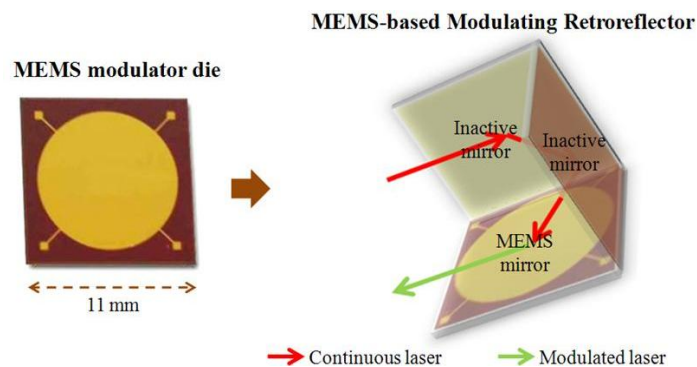 MEMS-based Modulating Retroreflector
MEMS modulator die
Inactive
mirror
Inactive
mirror
MEMS
mirror
11 mm
Continuous laser
Modulated laser